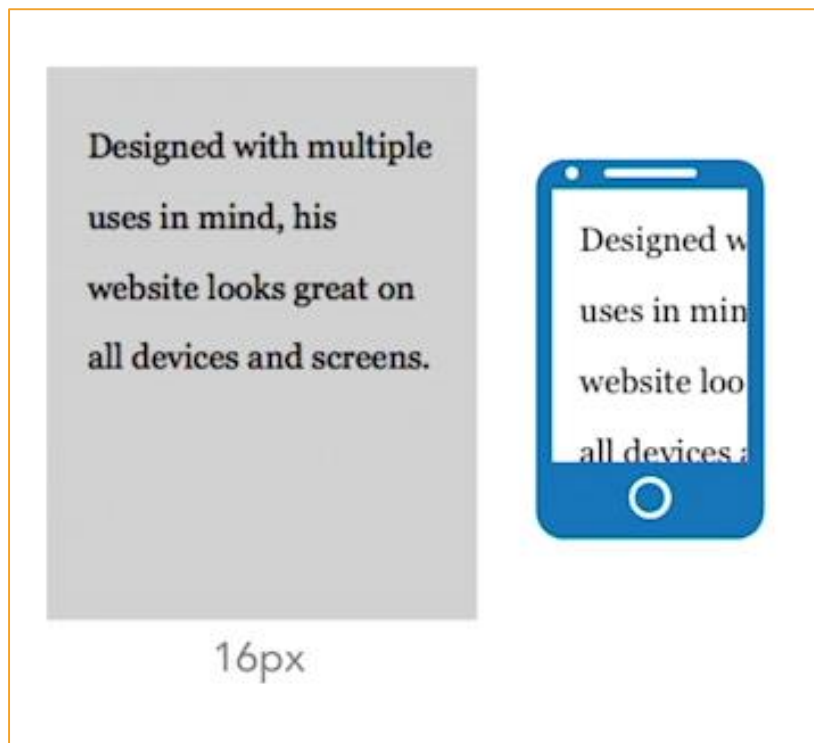 Designed with multiple
uses in mind, his
website looks great on
all devices and screens.
16px
Designed w
uses in min
website loo
all devices a